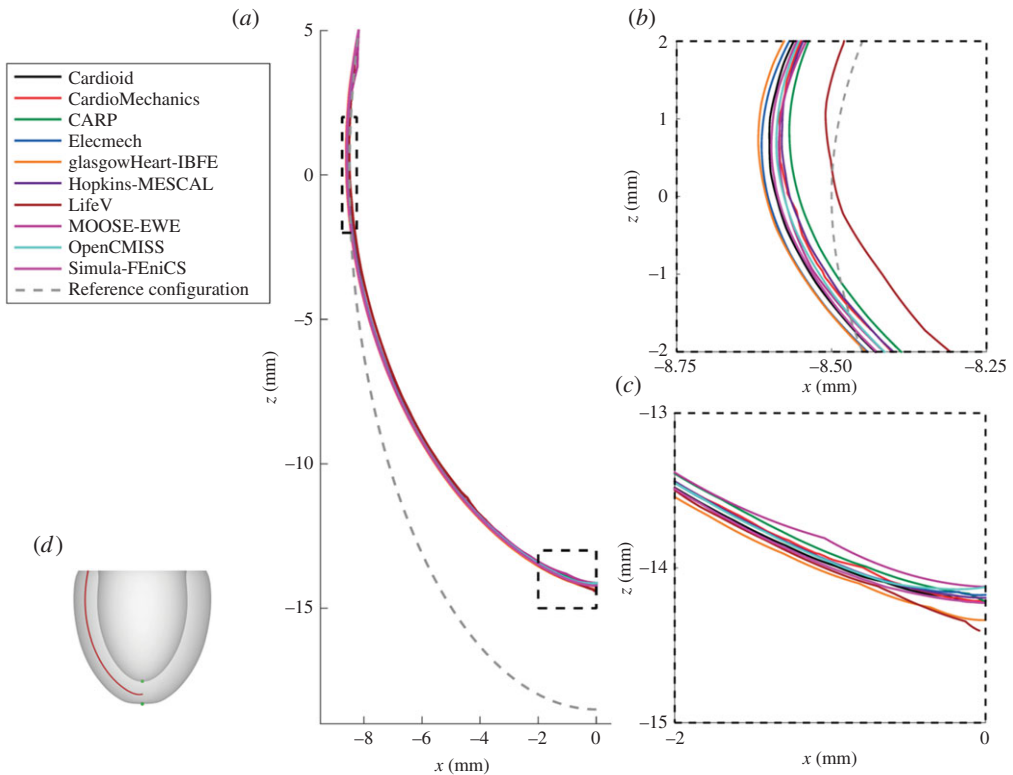 (a)
(b)
(c)
(d)
Cardioid
CardioMechanics
CARP
Elecmech
glasgowHeart-IBFE
Hopkins-MESCAL
LifeV
MOOSE-EWE
OpenCMISS
Simula-FEniCS
Reference configuration
5
0
−5
−10
−15
z (mm)
−8
−6
−4
−2
0
x (mm)
2
1
0
−1
−2
z (mm)
−8.75
−8.50
−8.25
x (mm)
−13
−14
−15
z (mm)
−2
0
x (mm)